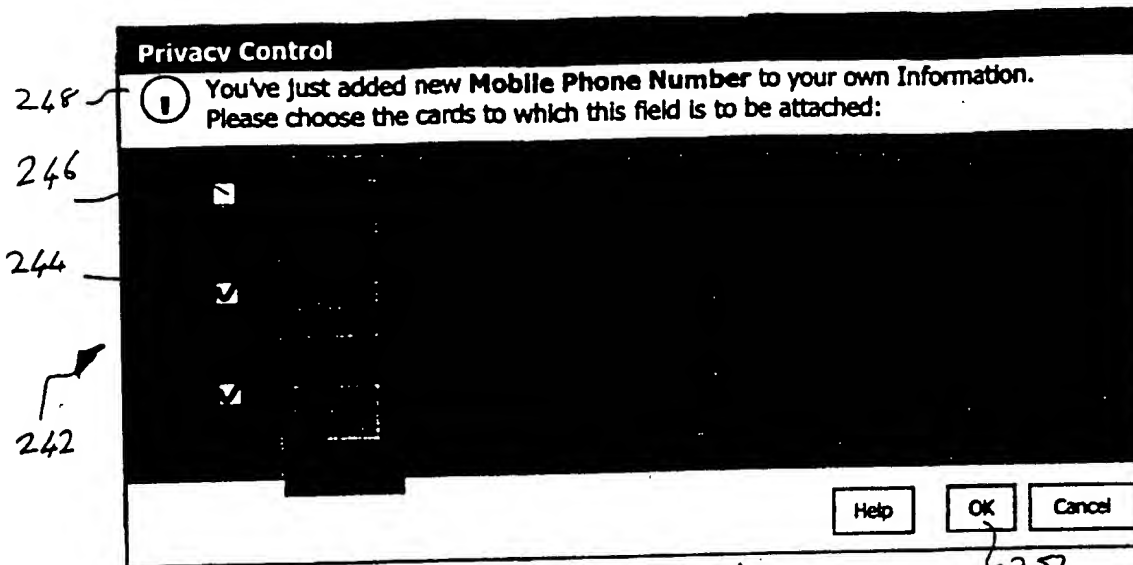 Privacy Control
You've just added new Mobile Phone Number to your own Information.
Please choose the cards to which this field is to be attached:
248
246
244
242
Help
OK
Cancel